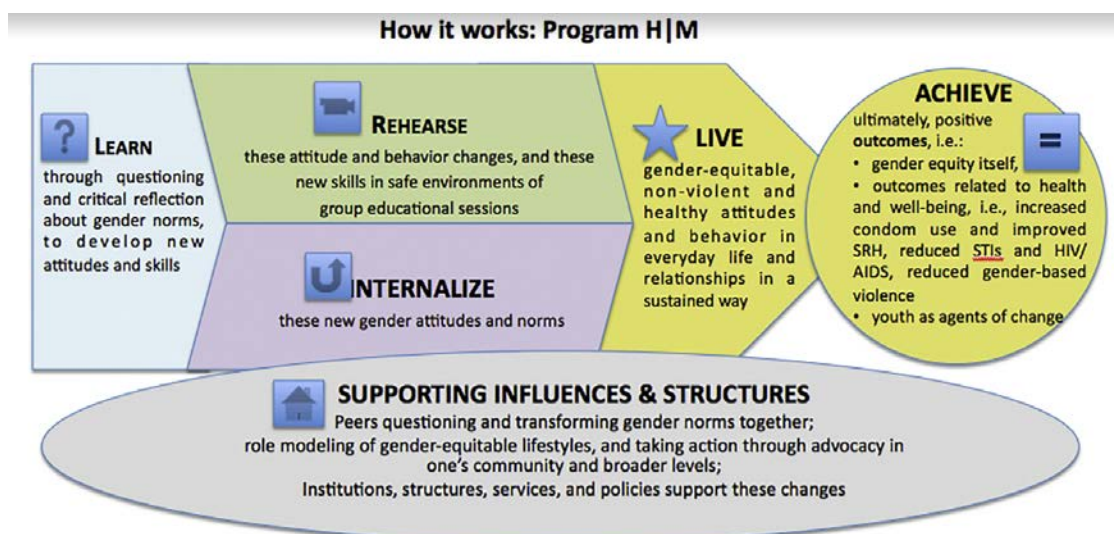 How it works: Program H|M
? LEARN
through questioning
and critical reflection
about gender norms,
to develop new
attitudes and skills
REHEARSE
these attitude and behavior changes, and these
new skills in safe environments of
group educational sessions
INTERNALIZE
these new gender attitudes and norms
LIVE
gender-equitable,
non-violent and
healthy attitudes
and behavior in
everyday life and
relationships in a
sustained way
ACHIEVE
ultimately, positive
outcomes, i.e.:
=
• gender equity itself,
• outcomes related to health
and well-being, i.e., increased
condom use and improved
SRH, reduced STIs and HIV/
AIDS, reduced gender-based
violence
• youth as agents of change
SUPPORTING INFLUENCES & STRUCTURES
Peers questioning and transforming gender norms together;
role modeling of gender-equitable lifestyles, and taking action through advocacy in
one's community and broader levels;
Institutions, structures, services, and policies support these changes